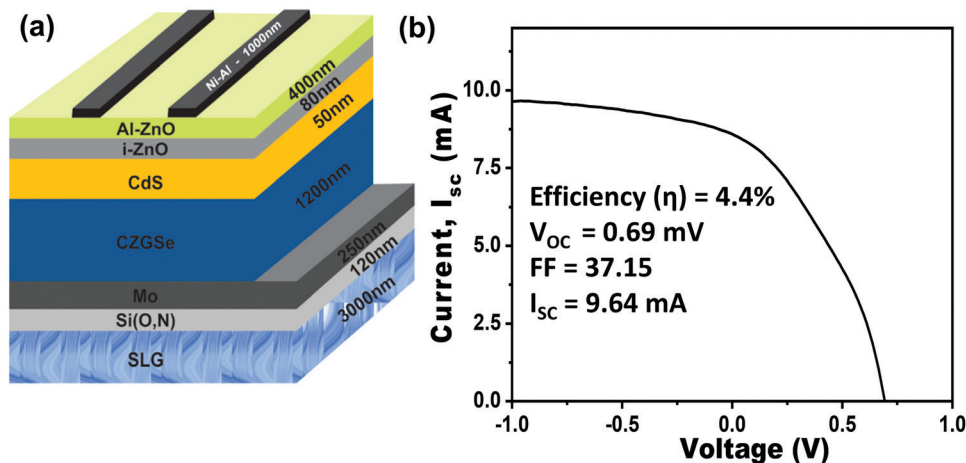 (a)
Ni-Al - 1000nm
400nm
80nm
50nm
1200nm
250nm
120nm
3000nm
Al-ZnO
i-ZnO
CdS
CZGSe
Mo
Si(O,N)
SLG
(b)
Current, Isc (mA)
10.0
7.5
5.0
2.5
0.0
Efficiency (η) = 4.4%
VOC = 0.69 mV
FF = 37.15
ISC = 9.64 mA
-1.0 -0.5 0.0 0.5 1.0
Voltage (V)